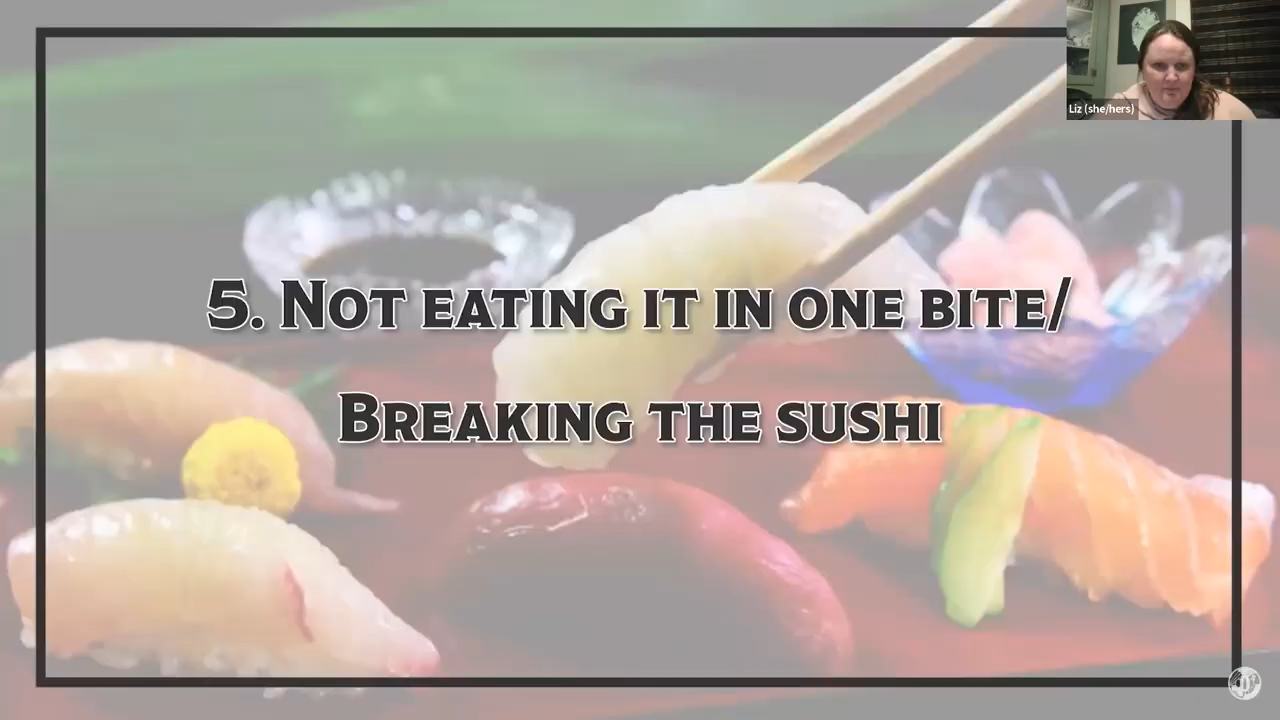 Liz (she/hers)
5. Not eating it in one bite/
Breaking the sushi